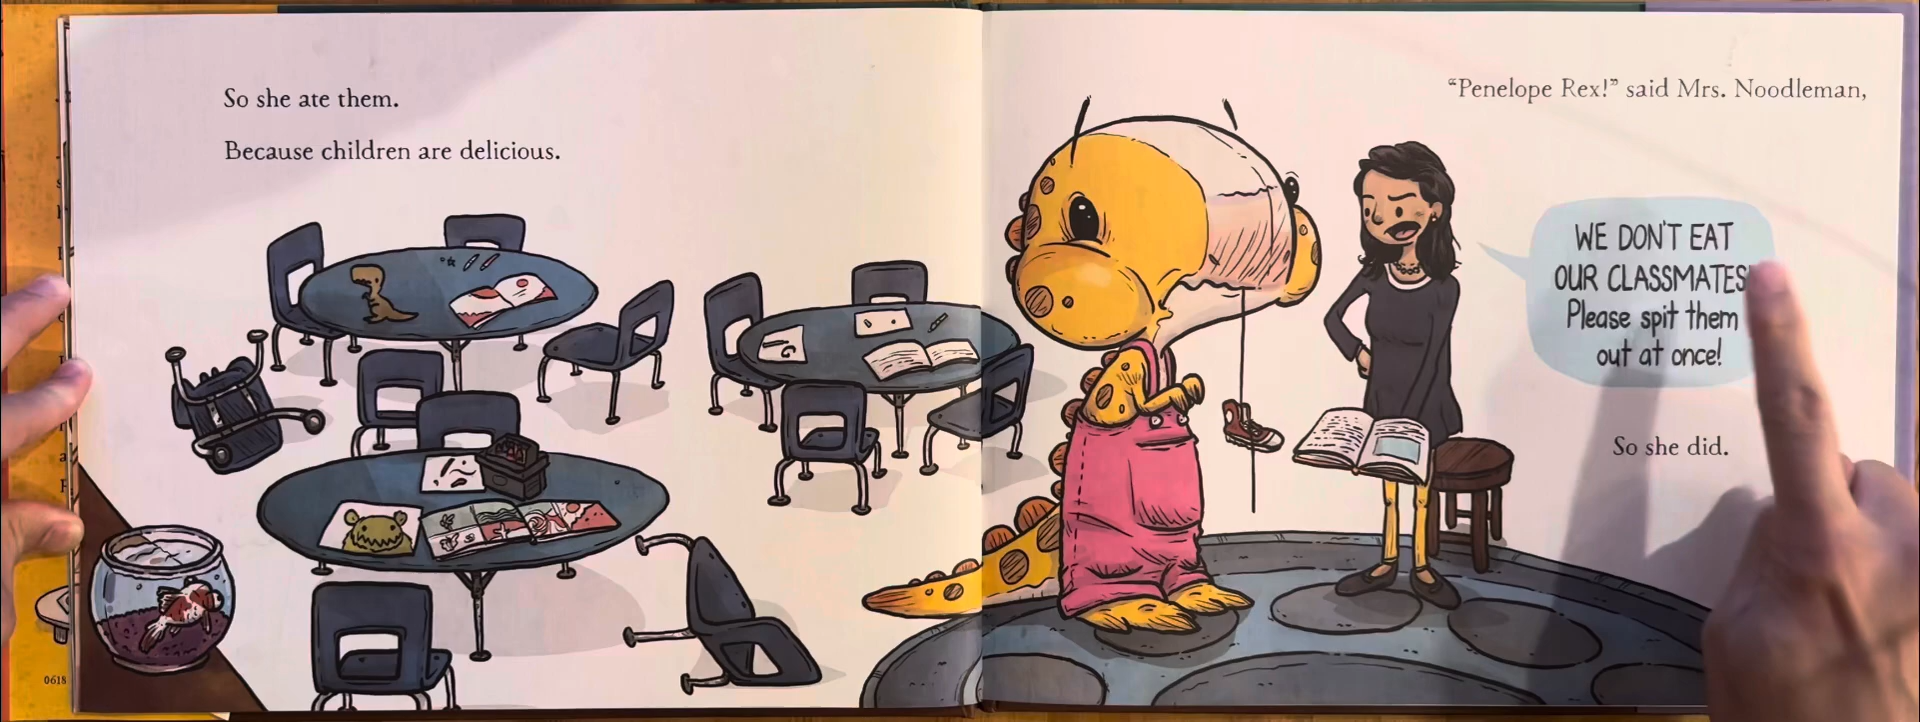 So she ate them.
Because children are delicious.
“Penelope Rex!” said Mrs. Noodleman,
WE DON'T EAT
OUR CLASSMATES!
Please spit them
out at once!
So she did.
0618